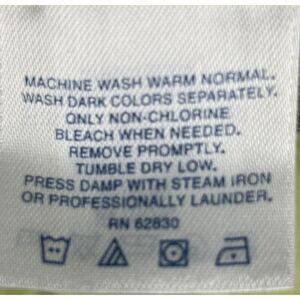 MACHINE WASH WARM NORMAL.
WASH DARK COLORS SEPARATELY.
ONLY NON-CHLORINE
BLEACH WHEN NEEDED.
REMOVE PROMPTLY.
TUMBLE DRY LOW.
PRESS DAMP WITH STEAM IRON
OR PROFESSIONALLY LAUNDER.
RN 62830